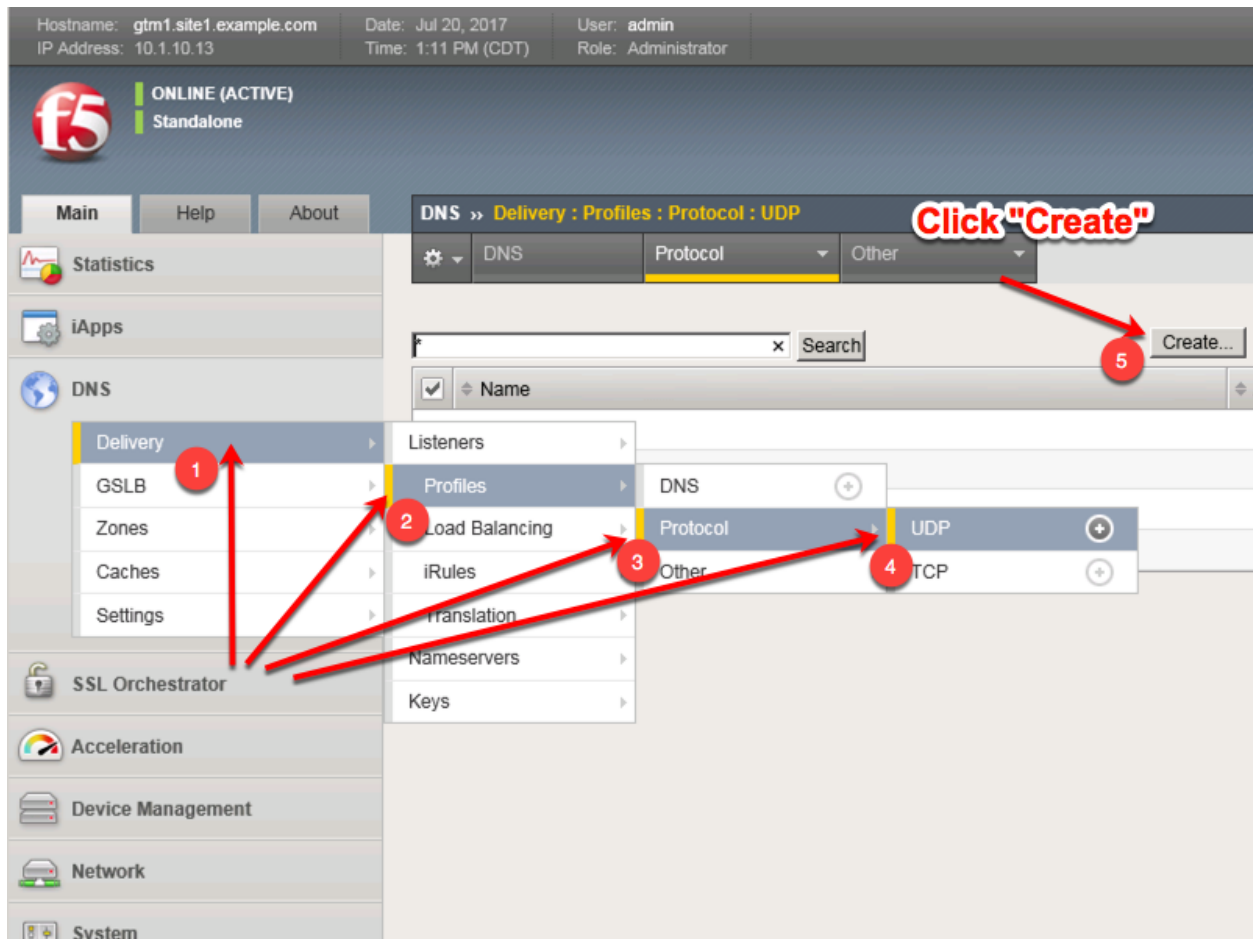 Hostname: gtm1.site1.example.com Date: Jul 20, 2017 User: admin
IP Address: 10.1.10.13 Time: 1:11 PM (CDT) Role: Administrator
f5
ONLINE (ACTIVE)
Standalone
Main Help About
DNS » Delivery : Profiles : Protocol : UDP
Click "Create"
DNS Protocol Other
Statistics
iApps
* x Search
5 Create...
DNS
Name
Delivery
1
Listeners
GSLB
Profiles
DNS
2
Zones
Load Balancing
Protocol
UDP
3
4
Caches
iRules
Other
TCP
Settings
Translation
Nameservers
Keys
SSL Orchestrator
Acceleration
Device Management
Network
System